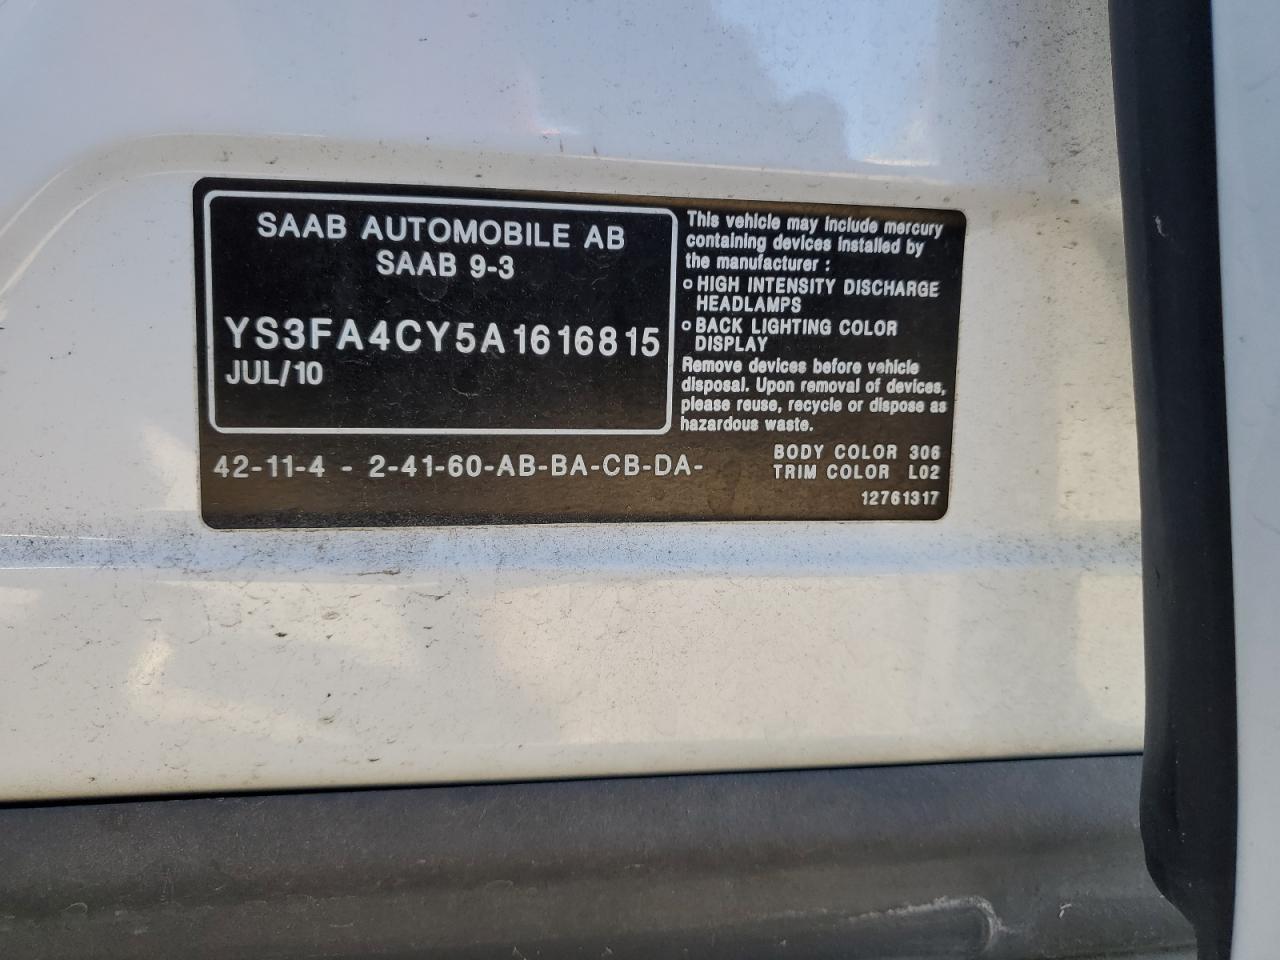 SAAB AUTOMOBILE AB
SAAB 9-3
YS3FA4CY5A1616815
JUL/10
This vehicle may include mercury
containing devices installed by
the manufacturer :
o HIGH INTENSITY DISCHARGE
HEADLAMPS
o BACK LIGHTING COLOR
DISPLAY
Remove devices before vehicle
disposal. Upon removal of devices,
please reuse, recycle or dispose as
hazardous waste.
42-11-4 - 2-41-60-AB-BA-CB-DA-
BODY COLOR 306
TRIM COLOR L02
12761317